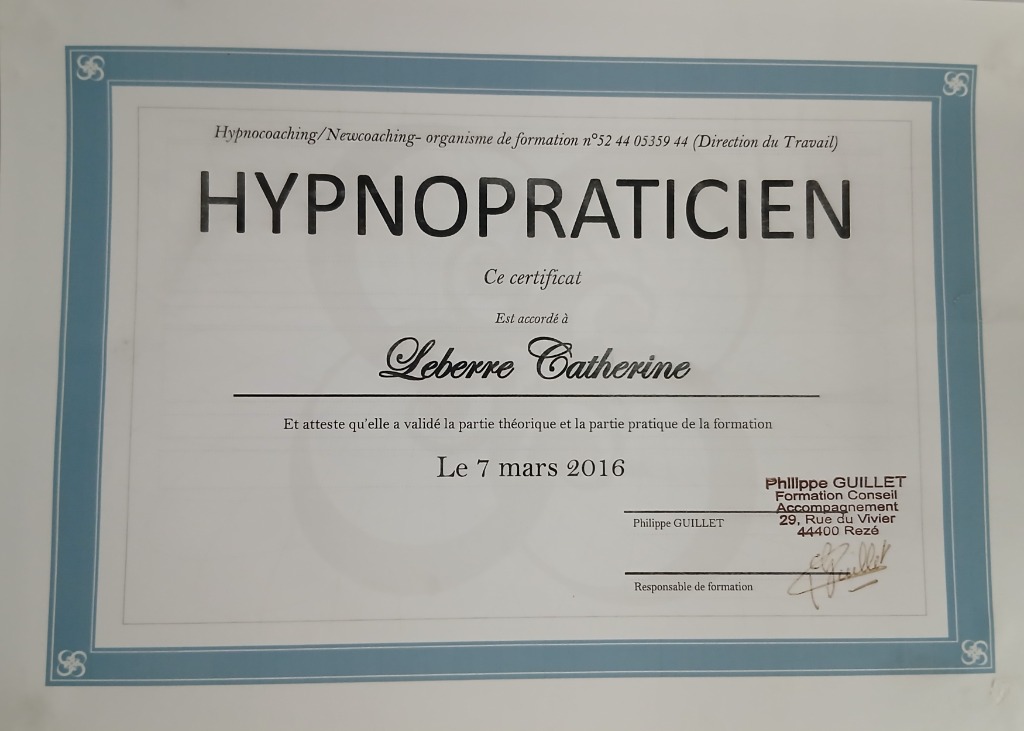 Hypnocoaching/Newcoaching- organisme de formation n°52 44 05359 44 (Direction du Travail)
HYPNOPRATICIEN
Ce certificat
Est accordé à
Leberre Catherine
Et atteste qu'elle a validé la partie théorique et la partie pratique de la formation
Le 7 mars 2016
Philippe GUILLET
Formation Conseil
Accompagnement
29, Rue du Vivier
44400 Rezé
Philippe GUILLET
Guillet
Responsable de formation